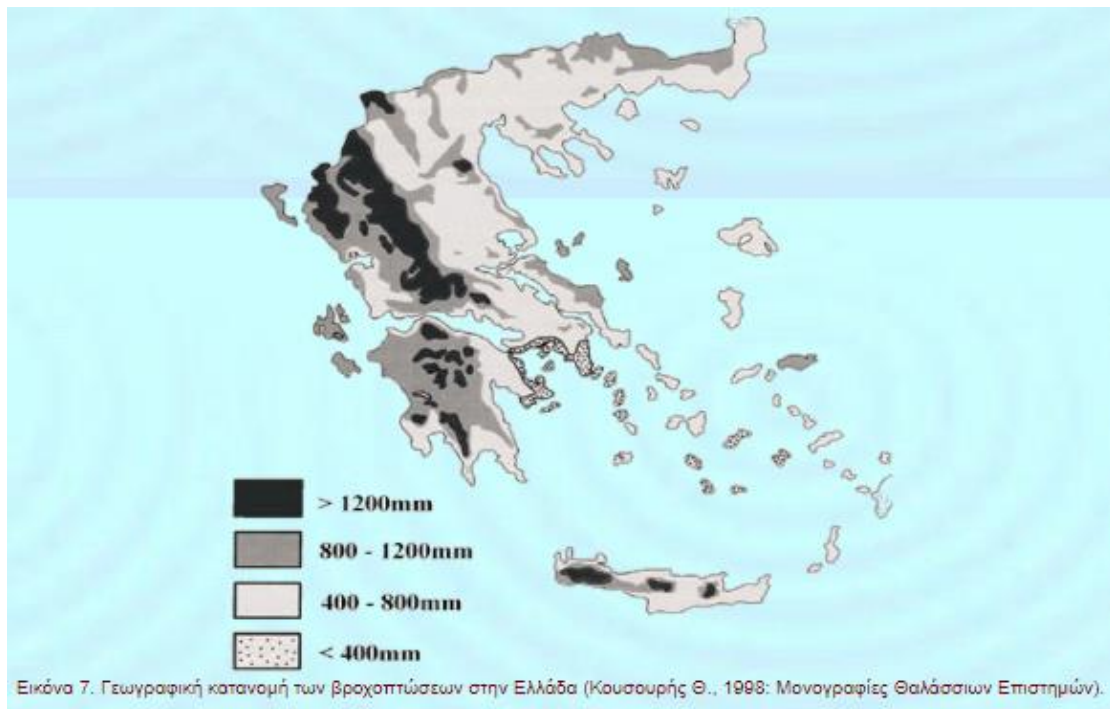 > 1200mm
800 - 1200mm
400 - 800mm
< 400mm
Εικόνα 7. Γεωγραφική κατανομή των βροχοπτώσεων στην Ελλάδα (Κουσουρής Θ., 1998: Μονογραφίες Θαλάσσιων Επιστημών).